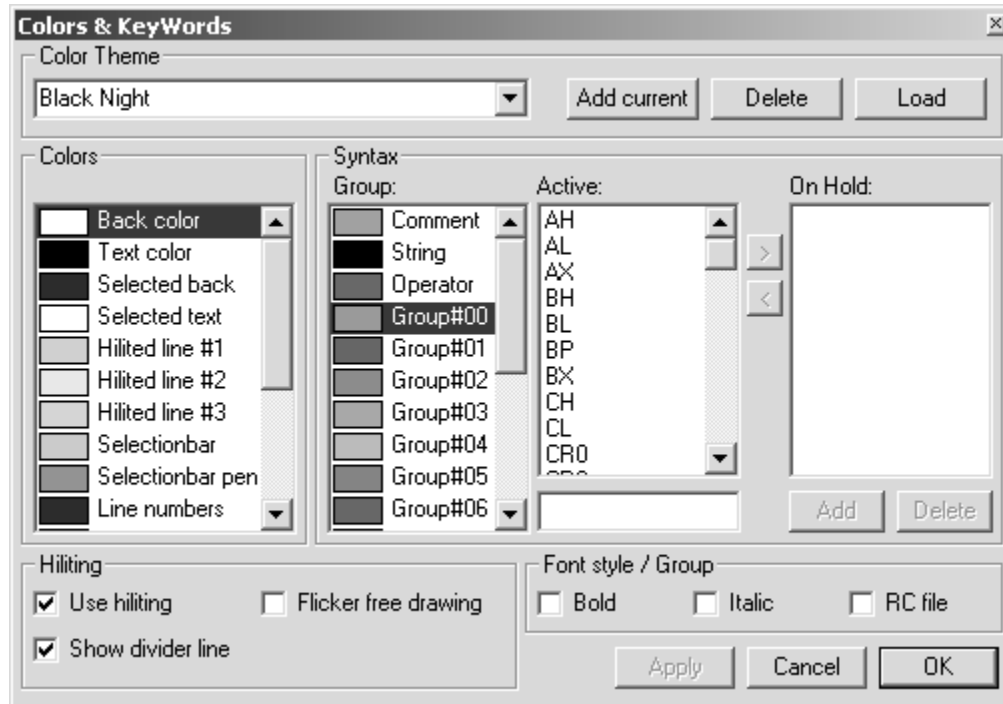 Colors & KeyWords
Color Theme
Black Night
Add current
Delete
Load
Colors
Back color
Text color
Selected back
Selected text
Hilited line #1
Hilited line #2
Hilited line #3
Selectionbar
Selectionbar pen
Line numbers
Syntax
Group:
Comment
String
Operator
Group#00
Group#01
Group#02
Group#03
Group#04
Group#05
Group#06
Active:
AH
AL
AX
BH
BL
BP
BX
CH
CL
CR0
>
<
On Hold:
Add
Delete
Hiliting
Use hiliting
Flicker free drawing
Show divider line
Font style / Group
Bold
Italic
RC file
Apply
Cancel
OK